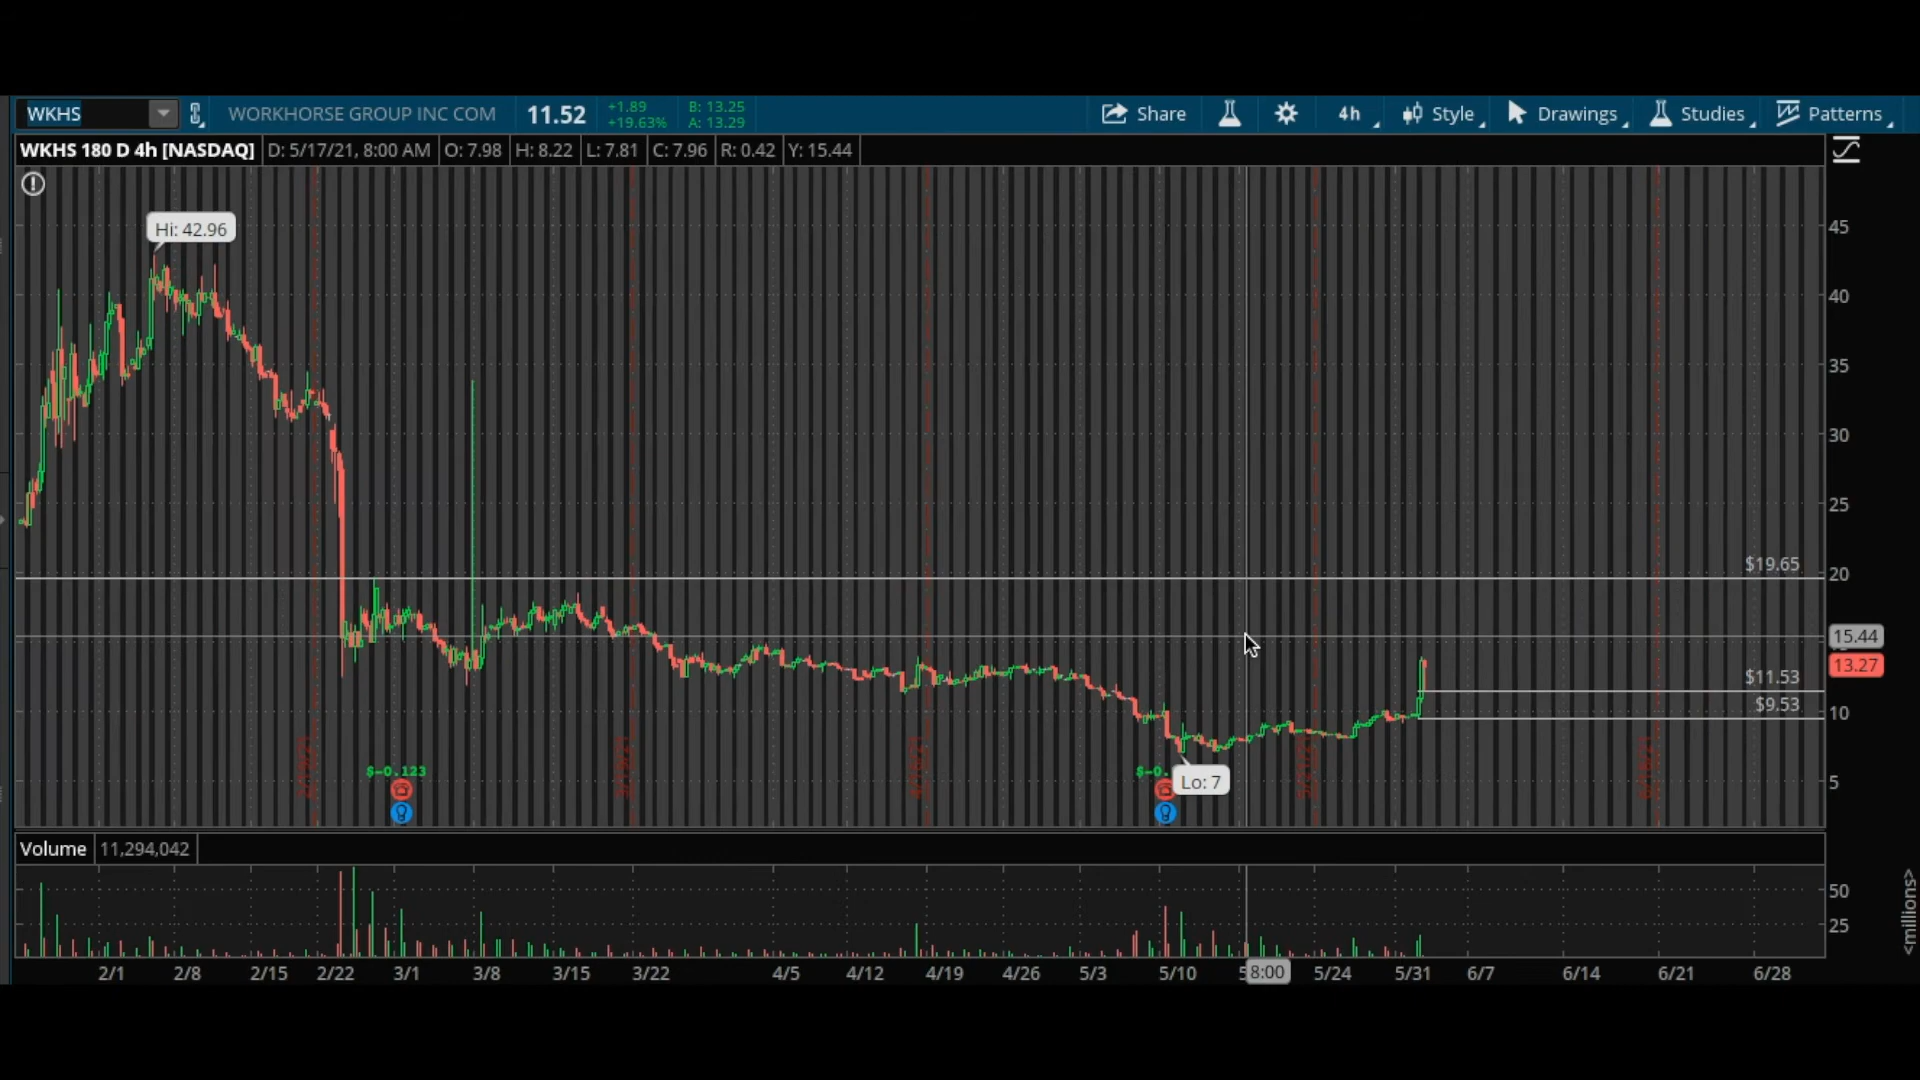 WKHS WORKHORSE GROUP INC COM 11.52 +1.89 +19.63% B: 13.25 A: 13.29 Share 4h Style Drawings Studies Patterns
WKHS 180 D 4h [NASDAQ] D: 5/17/21, 8:00 AM O: 7.98 H: 8.22 L: 7.81 C: 7.96 R: 0.42 Y: 15.44
Hi: 42.96
45
40
35
30
25
$19.65
20
15.44
13.27
$11.53
$9.53
10
$-0.123 $-0. Lo: 7
5
Volume 11,294,042
50
25
<millions>
2/1 2/8 2/15 2/22 3/1 3/8 3/15 3/22 4/5 4/12 4/19 4/26 5/3 5/10 8:00 5/24 5/31 6/7 6/14 6/21 6/28